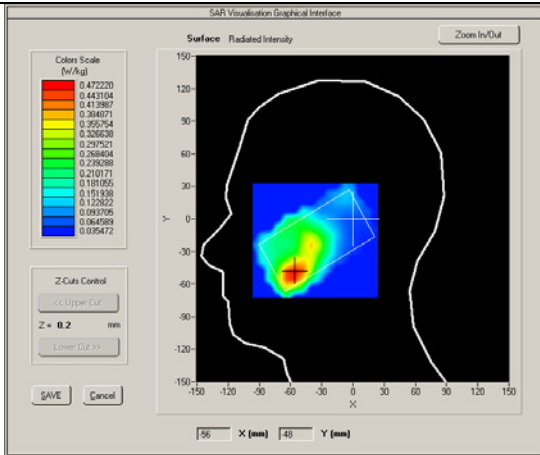 SAR Visualisation Graphical Interface
Surface Radiated Intensity
Zoom In/Out
Colors Scale
(W/kg)
0.472220
0.443104
0.413987
0.384871
0.355754
0.326638
0.297521
0.268404
0.239288
0.210171
0.181055
0.151938
0.122822
0.093705
0.064589
0.035472
Z-Cuts Control
<< Upper Cut
Z = 0.2 mm
Lower Cut >>
SAVE Cancel
150-
120-
90-
60-
30-
Y 0-
-30-
-60-
-90-
-120-
-150-
-150 -120 -90 -60 -30 0 30 60 90 120 150
X
-56 X (mm) -48 Y (mm)